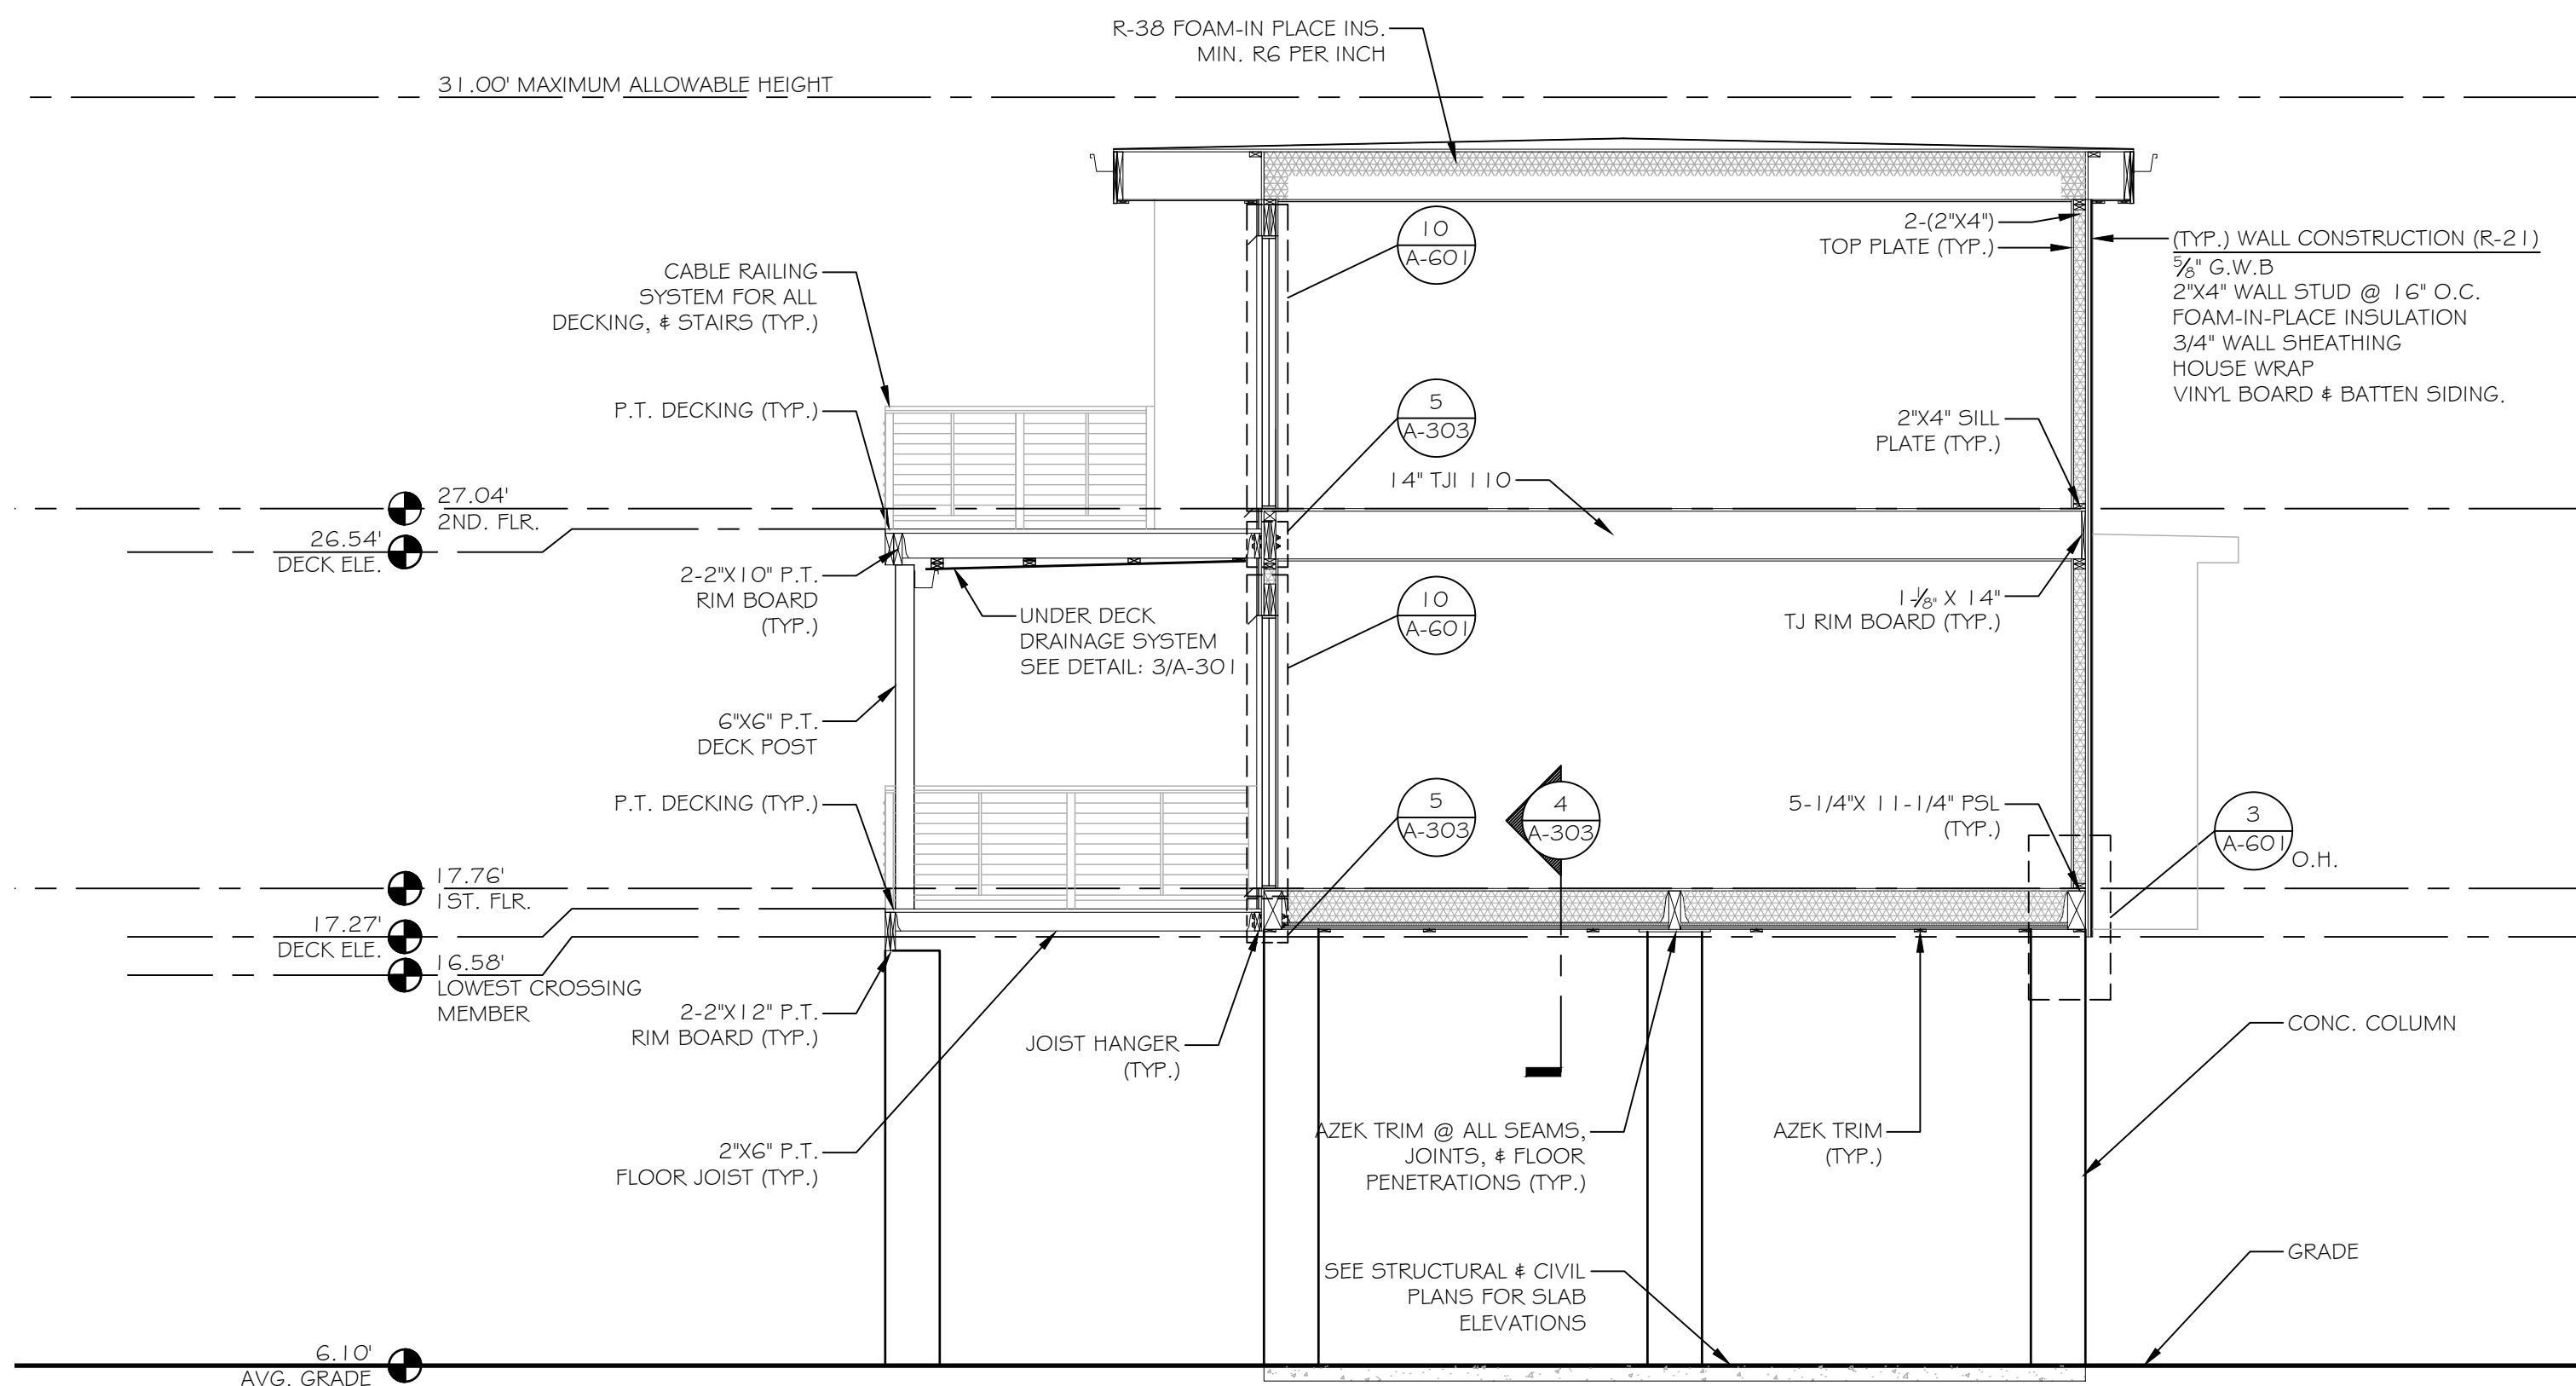 R-38 FOAM-IN PLACE INS.
MIN. R6 PER INCH
31.00' MAXIMUM ALLOWABLE HEIGHT
10
A-601
2-(2"X4")
TOP PLATE (TYP.)
(TYP.) WALL CONSTRUCTION (R-21)
5/8" G.W.B
2"X4" WALL STUD @ 16" O.C.
FOAM-IN-PLACE INSULATION
3/4" WALL SHEATHING
HOUSE WRAP
VINYL BOARD & BATTEN SIDING.
CABLE RAILING
SYSTEM FOR ALL
DECKING, & STAIRS (TYP.)
P.T. DECKING (TYP.)
5
A-303
2"X4" SILL
PLATE (TYP.)
14" TJI 110
27.04'
2ND. FLR.
26.54'
DECK ELE.
2-2"X10" P.T.
RIM BOARD
(TYP.)
UNDER DECK
DRAINAGE SYSTEM
SEE DETAIL: 3/A-301
10
A-601
1-1/8" X 14"
TJ RIM BOARD (TYP.)
6"X6" P.T.
DECK POST
P.T. DECKING (TYP.)
5
A-303
4
A-303
5-1/4"X 11-1/4" PSL
(TYP.)
3
A-601
O.H.
17.76'
1ST. FLR.
17.27'
DECK ELE.
16.58'
LOWEST CROSSING
MEMBER
2-2"X12" P.T.
RIM BOARD (TYP.)
JOIST HANGER
(TYP.)
CONC. COLUMN
2"X6" P.T.
FLOOR JOIST (TYP.)
AZEK TRIM @ ALL SEAMS,
JOINTS, & FLOOR
PENETRATIONS (TYP.)
AZEK TRIM
(TYP.)
SEE STRUCTURAL & CIVIL
PLANS FOR SLAB
ELEVATIONS
GRADE
6.10'
AVG. GRADE